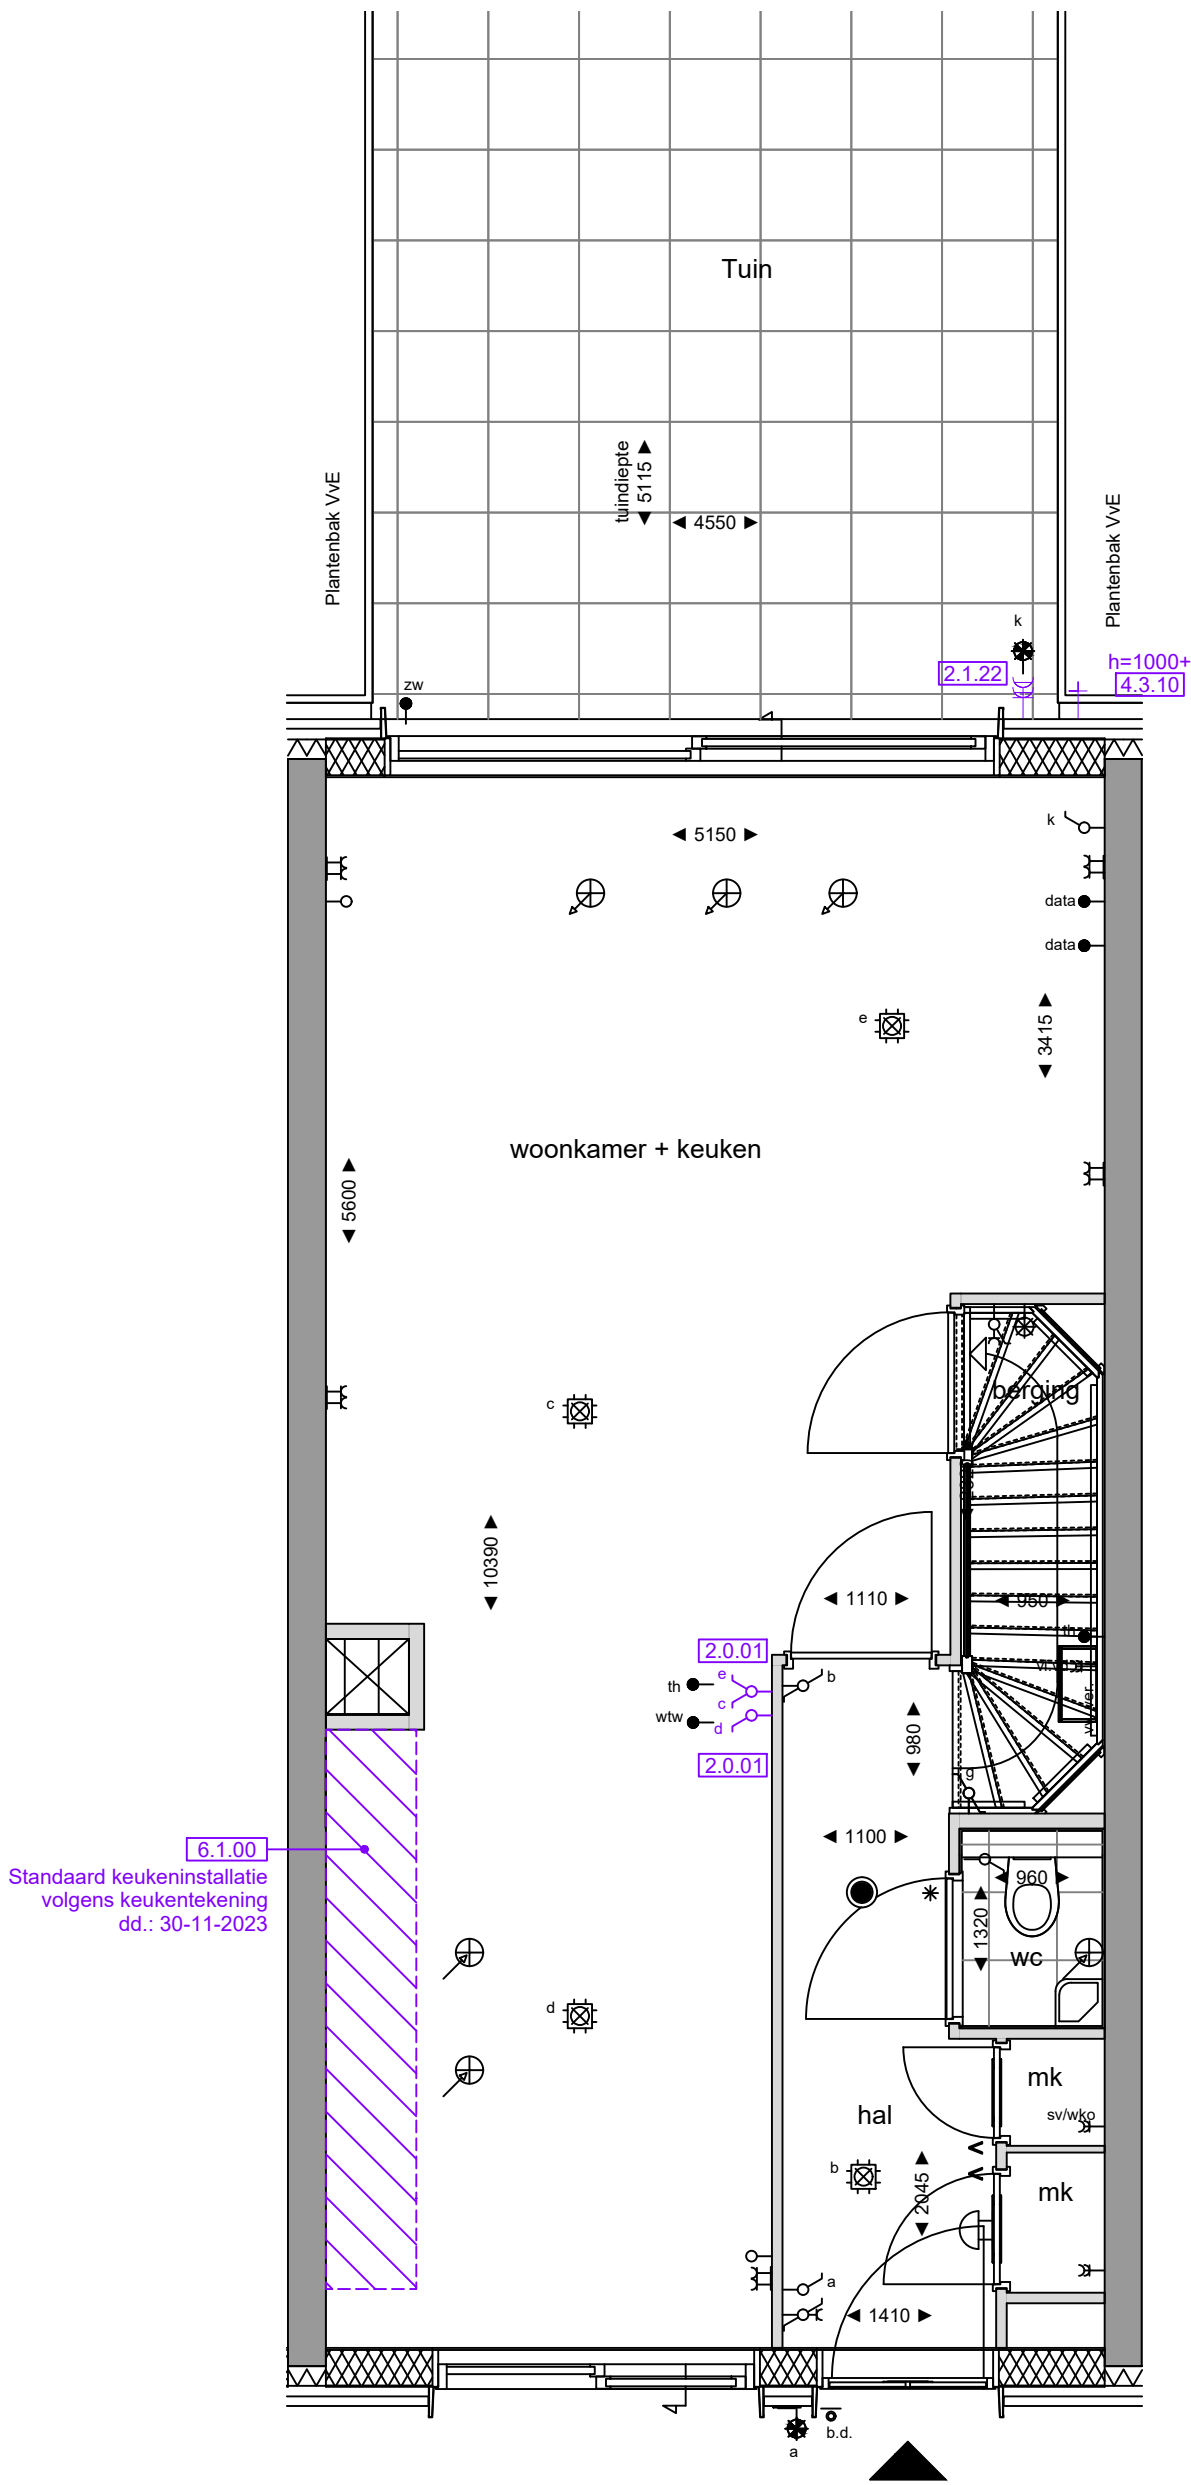 Tuin
tuindiepte
5115
4550
Plantenbak VvE
Plantenbak VvE
k
2.1.22
h=1000+
4.3.10
zw
5150
k
data
data
e
3415
woonkamer + keuken
5600
berging
c
10390
1110
950
th
2.0.01
e
th
c
b
wtw
d
2.0.01
980
g
6.1.00
1100
Standaard keukeninstallatie
volgens keukentekening
dd.: 30-11-2023
960
1320
wc
d
mk
sv/wko
hal
b
2045
mk
a
1410
b.d.
a